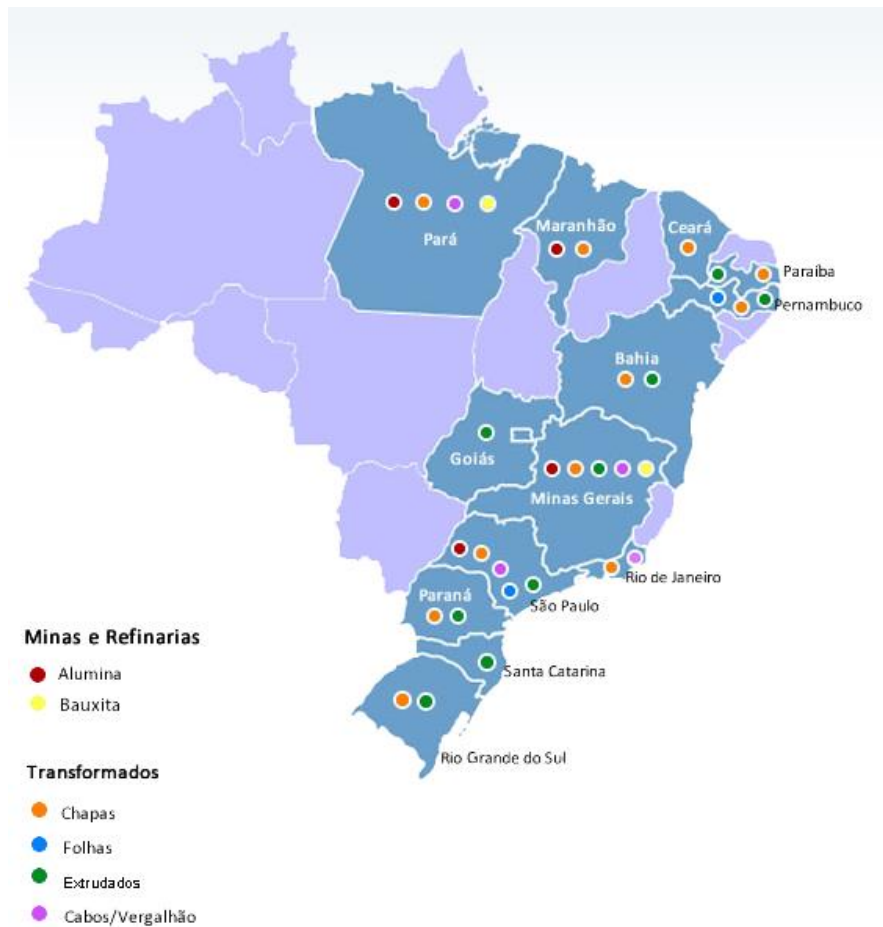 Pará
Maranhão
Ceará
Paraíba
Pernambuco
Bahia
Goiás
Minas Gerais
Rio de Janeiro
São Paulo
Paraná
Santa Catarina
Rio Grande do Sul
Minas e Refinarias
Alumina
Bauxita
Transformados
Chapas
Folhas
Extrudados
Cabos/Vergalhão